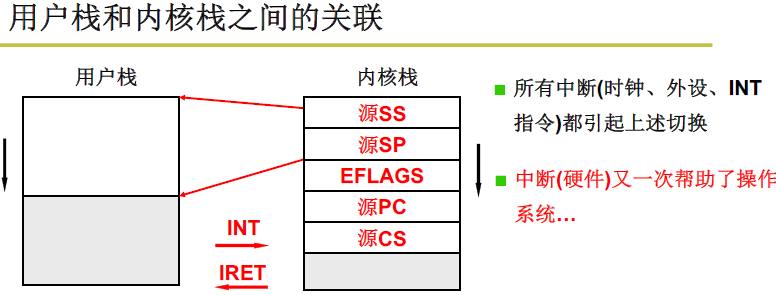 用户栈和内核栈之间的关联
用户栈
内核栈
源SS
源SP
EFLAGS
源PC
源CS
INT
IRET
所有中断(时钟、外设、INT
指令)都引起上述切换
中断(硬件)又一次帮助了操作
系统...